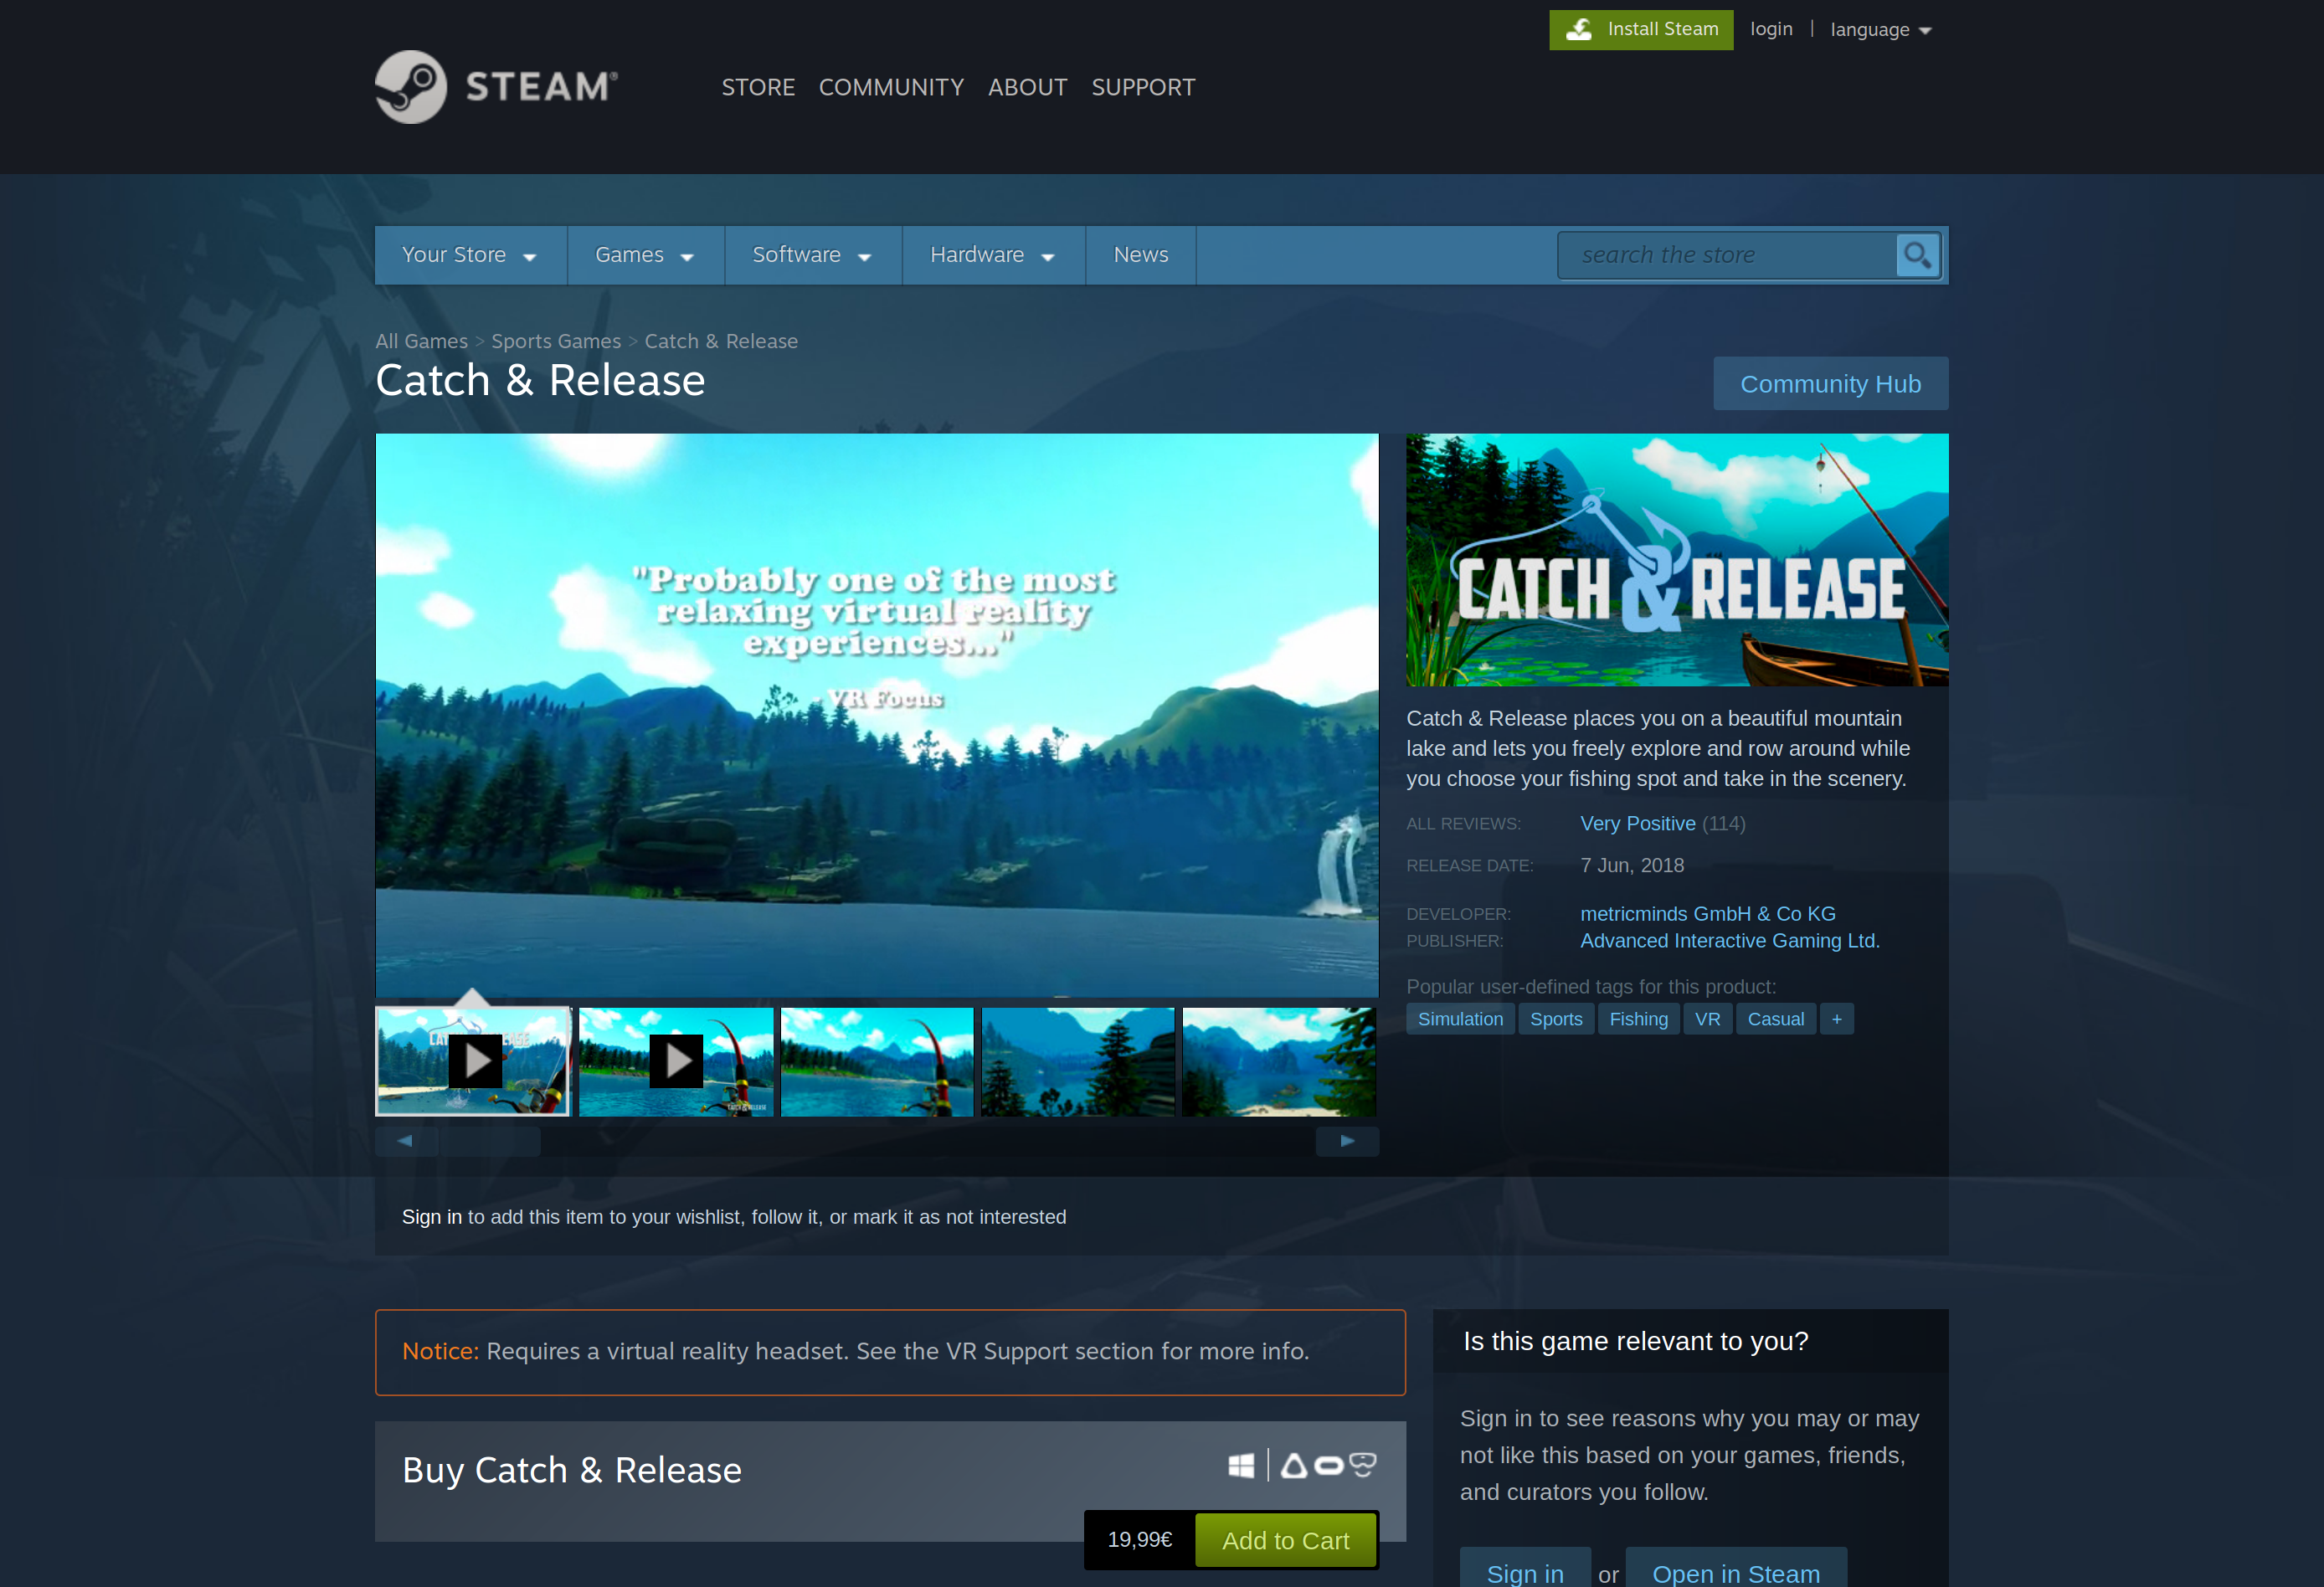 Install Steam
login
language
STEAM®
STORE
COMMUNITY
ABOUT
SUPPORT
Your Store
Games
Software
Hardware
News
search the store
All Games > Sports Games > Catch & Release
Catch & Release
Community Hub
"Probably one of the most
relaxing virtual reality
experiences..."
- VR Focus
CATCH & RELEASE
Catch & Release places you on a beautiful mountain
lake and lets you freely explore and row around while
you choose your fishing spot and take in the scenery.
ALL REVIEWS: Very Positive (114)
RELEASE DATE: 7 Jun, 2018
DEVELOPER: metricminds GmbH & Co KG
PUBLISHER: Advanced Interactive Gaming Ltd.
Popular user-defined tags for this product:
Simulation Sports Fishing VR Casual +
CATCH & RELEASE
Sign in to add this item to your wishlist, follow it, or mark it as not interested
Notice: Requires a virtual reality headset. See the VR Support section for more info.
Buy Catch & Release
19,99€
Add to Cart
Is this game relevant to you?
Sign in to see reasons why you may or may
not like this based on your games, friends,
and curators you follow.
Sign in or Open in Steam